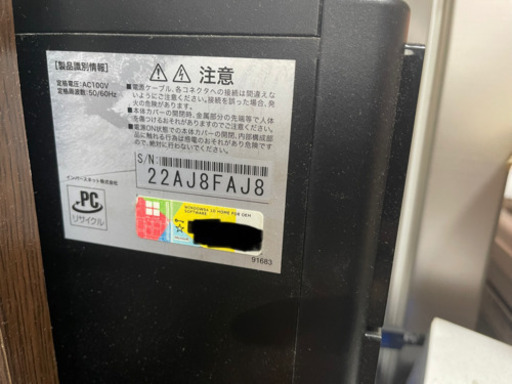 [製品識別情報]
定格電圧:AC100V
定格周波数:50/60Hz
注意
■電源ケーブル、各コネクタへの接続は間違えな
いようにご注意ください。接続を誤った場合、発
火の危険があります。
■本体カバーの開閉時、金属部分の先端等で人体
を傷つけるおそれがありますのでご注意ください。
■電源ON状態での本体カバーの開閉、内部構成部
品に触れる行為は感電のおそれがあり危険です
ので、絶対に行わないでください。
S/N:
22AJ8FAJ8
インバースネット株式会社
PC
リサイクル
WINDOWS 10 HOME FOR OEM
SOFTWARE
91683